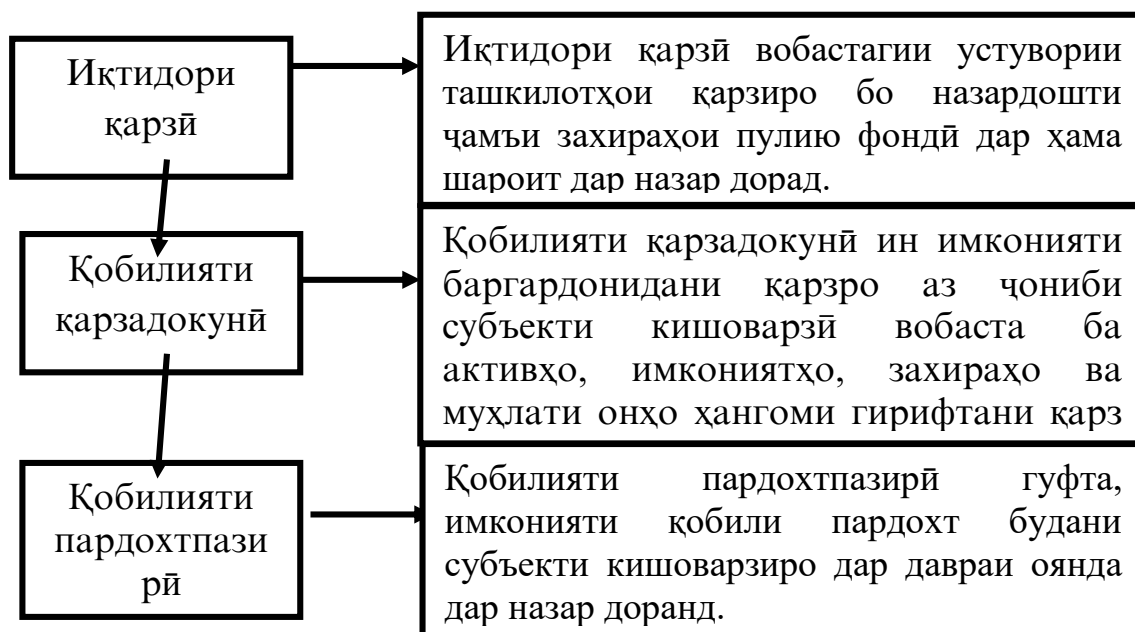 Иқтидори
қарзӣ
Иқтидори қарзӣ вобастагии устувории
ташкилотҳои қарзиро бо назардошти
ҷамъи захираҳои пулию фондӣ дар ҳама
шароит дар назар дорад.
Қобилияти
қарзадокунӣ
Қобилияти қарзадокунӣ ин имконияти
баргардонидани қарзро аз ҷониби
субъекти кишоварзӣ вобаста ба
активҳо, имкониятҳо, захираҳо ва
муҳлати онҳо ҳангоми гирифтани қарз
Қобилияти
пардохтпази
рӣ
Қобилияти пардохтпазирӣ гуфта,
имконияти қобили пардохт будани
субъекти кишоварзиро дар давраи оянда
дар назар доранд.